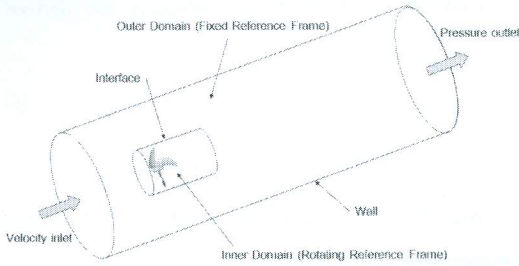 Outer Domain (Fixed Reference Frame)
Pressure outlet
Interface
Wall
Velocity inlet
Inner Domain (Rotating Reference Frame)